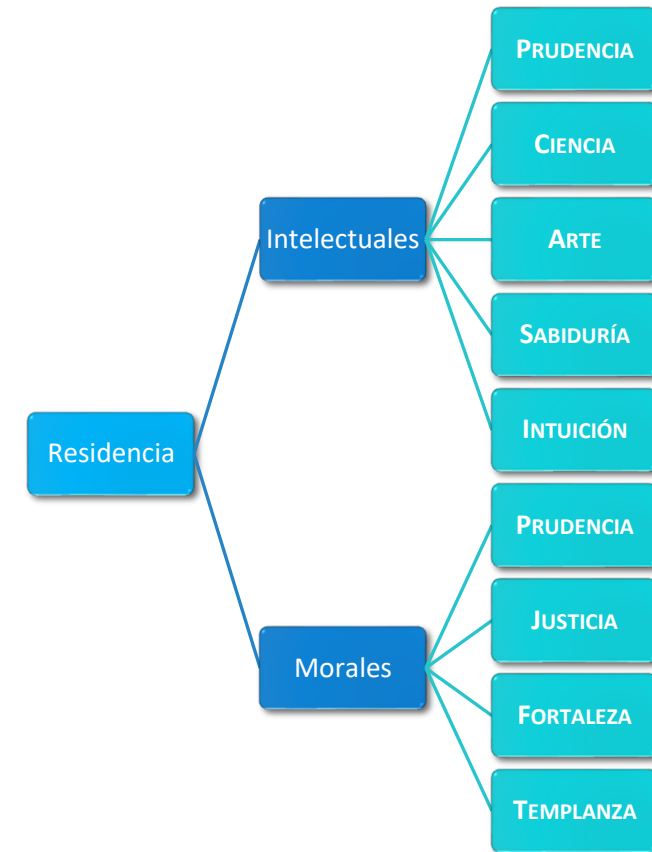 Residencia
Intelectuales
PRUDENCIA
CIENCIA
ARTE
SABIDURÍA
INTUICIÓN
Morales
PRUDENCIA
JUSTICIA
FORTALEZA
TEMPLANZA